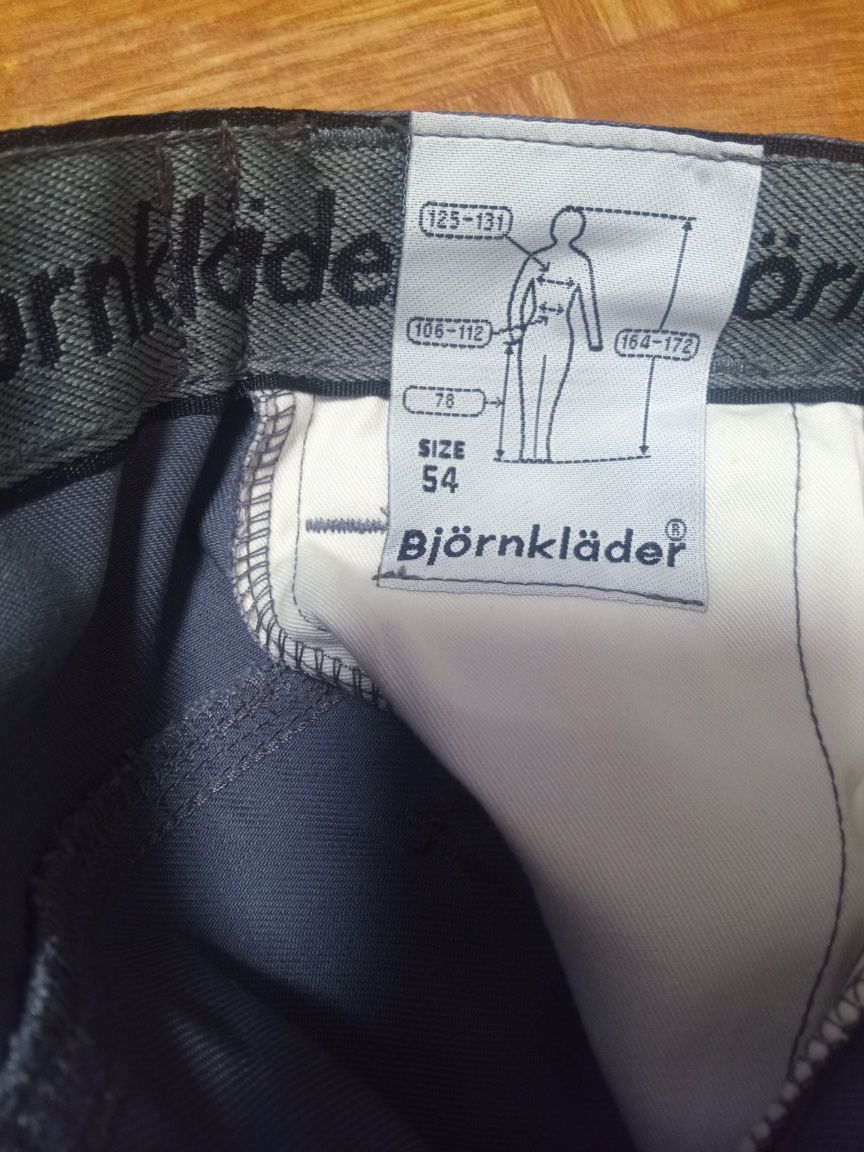 örnkläder
örn
125-131
106-112
164-172
78
SIZE
54
Björnkläder®